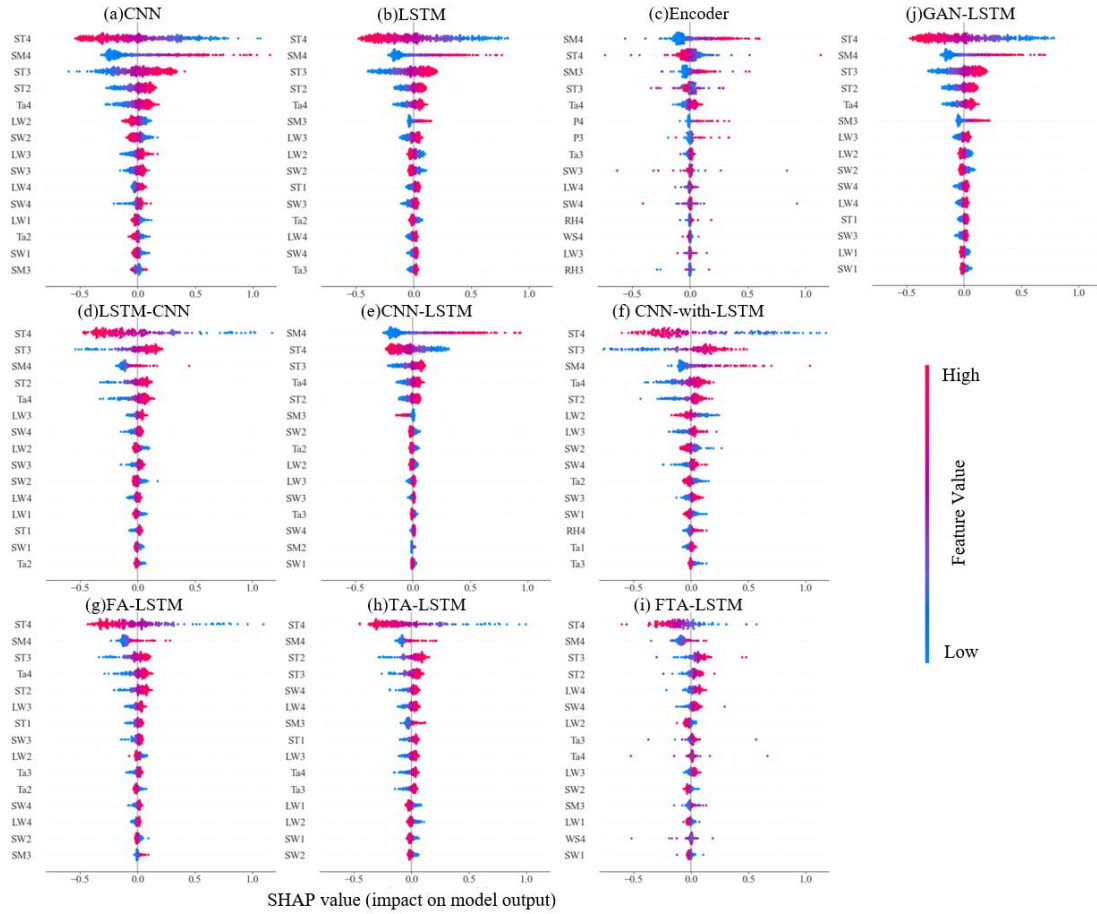 (a)CNN
ST4
SM4
ST3
ST2
Ta4
LW2
SW2
LW3
SW3
LW4
SW4
LW1
Ta2
SW1
SM3
−0.5 0.0 0.5 1.0
(b)LSTM
ST4
SM4
ST3
ST2
Ta4
SM3
LW3
LW2
SW2
ST1
SW3
Ta2
LW4
SW4
Ta3
−0.5 0.0 0.5 1.0
(c)Encoder
SM4
ST4
SM3
ST3
Ta4
P4
P3
Ta3
SW3
LW4
SW4
RH4
WS4
LW3
RH3
−0.5 0.0 0.5 1.0
(j)GAN-LSTM
ST4
SM4
ST3
ST2
Ta4
SM3
LW3
LW2
SW2
SW4
LW4
ST1
SW3
LW1
SW1
−0.5 0.0 0.5 1.0
(d)LSTM-CNN
ST4
ST3
SM4
ST2
Ta4
LW3
SW4
LW2
SW3
SW2
LW4
LW1
ST1
SW1
Ta2
−0.5 0.0 0.5 1.0
(e)CNN-LSTM
SM4
ST4
ST3
Ta4
ST2
SM3
SW2
Ta2
LW2
LW3
SW3
Ta3
SW4
SM2
SW1
−0.5 0.0 0.5 1.0
(f) CNN-with-LSTM
ST4
ST3
SM4
Ta4
ST2
LW2
LW3
SW2
SW4
Ta2
SW3
SW1
RH4
Ta1
Ta3
−0.5 0.0 0.5 1.0
High
Feature Value
Low
(g)FA-LSTM
ST4
SM4
ST3
Ta4
ST2
LW3
ST1
SW3
LW2
Ta3
Ta2
SW4
LW4
SW2
SM3
−0.5 0.0 0.5 1.0
(h)TA-LSTM
ST4
SM4
ST2
ST3
SW4
LW4
SM3
ST1
LW3
Ta4
Ta3
LW1
LW2
SW1
SW2
−0.5 0.0 0.5 1.0
(i) FTA-LSTM
ST4
SM4
ST3
ST2
LW4
SW4
LW2
Ta3
Ta4
LW3
SW2
SM3
LW1
WS4
SW1
−0.5 0.0 0.5 1.0
SHAP value (impact on model output)